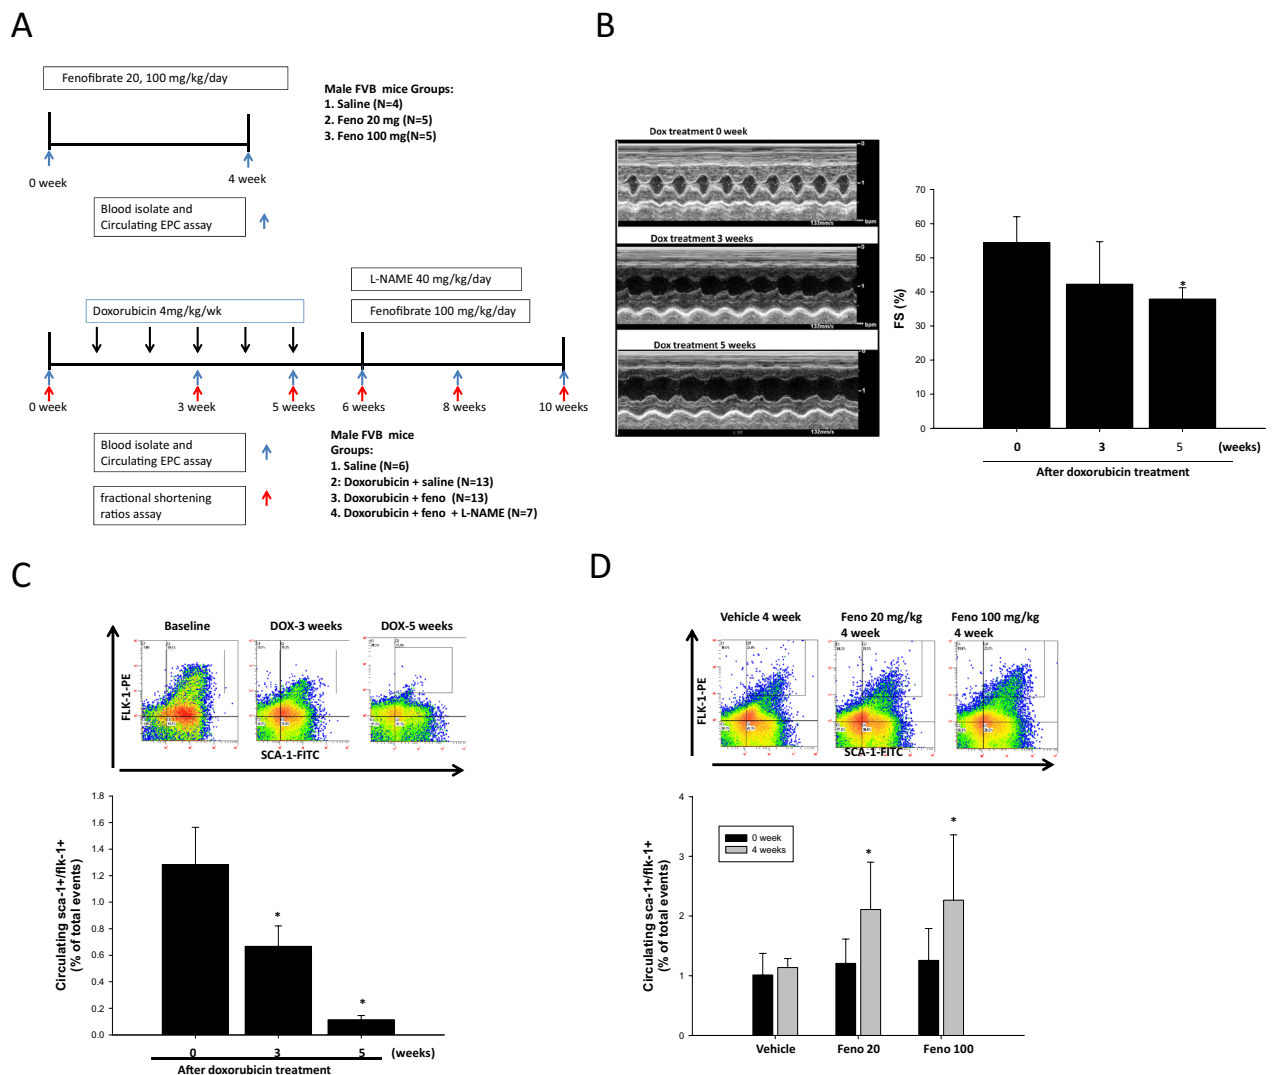 A
Fenofibrate 20, 100 mg/kg/day
Male FVB mice Groups:
1. Saline (N=4)
2. Feno 20 mg (N=5)
3. Feno 100 mg(N=5)
0 week
4 week
Blood isolate and
Circulating EPC assay
L-NAME 40 mg/kg/day
Doxorubicin 4mg/kg/wk
Fenofibrate 100 mg/kg/day
0 week
3 week
5 weeks
6 weeks
8 weeks
10 weeks
Blood isolate and
Circulating EPC assay
fractional shortening
ratios assay
Male FVB mice
Groups:
1. Saline (N=6)
2: Doxorubicin + saline (N=13)
3. Doxorubicin + feno (N=13)
4. Doxorubicin + feno + L-NAME (N=7)
B
Dox treatment 0 week
Dox treatment 3 weeks
Dox treatment 5 weeks
137mm/s
137mm/s
132mm/s
FS (%)
70
60
50
40
30
20
10
0
*
0
3
5
(weeks)
After doxorubicin treatment
C
Baseline
DOX-3 weeks
DOX-5 weeks
FLK-1-PE
SCA-1-FITC
Circulating sca-1+/flk-1+
(% of total events)
1.8
1.6
1.4
1.2
1.0
0.8
0.6
0.4
0.2
0.0
*
*
0
3
5
(weeks)
After doxorubicin treatment
D
Vehicle 4 week
Feno 20 mg/kg
4 week
Feno 100 mg/kg
4 week
FLK-1-PE
SCA-1-FITC
Circulating sca-1+/flk-1+
(% of total events)
4
3
2
1
0
0 week
4 weeks
*
*
Vehicle
Feno 20
Feno 100